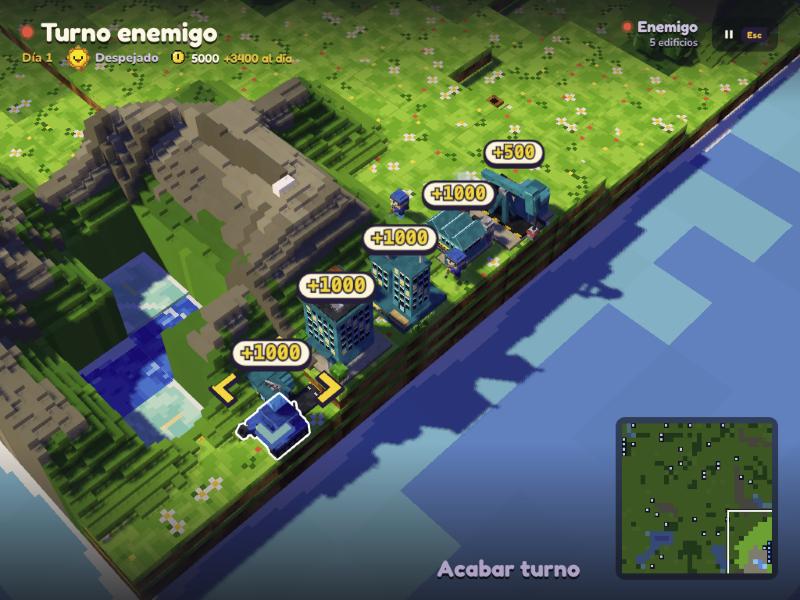 Turno enemigo
Día 1 Despejado 5000 +3400 al día
Enemigo
5 edificios
Esc
+500
+1000
+1000
+1000
+1000
Acabar turno